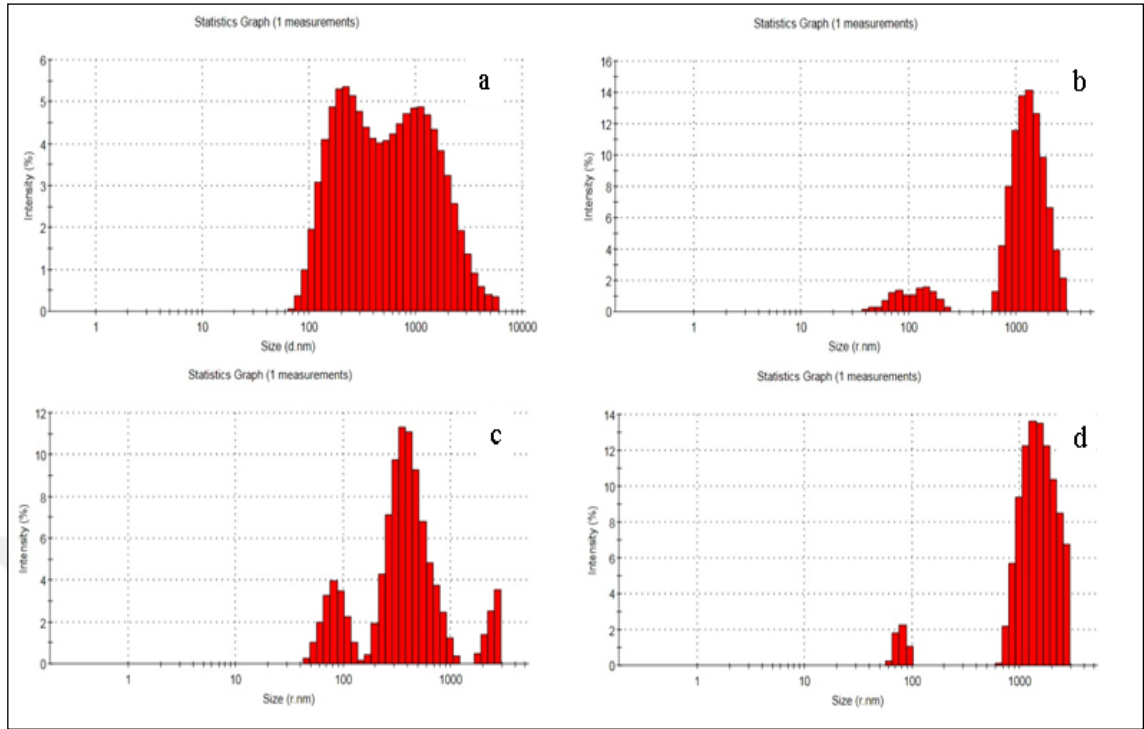 Statistics Graph (1 measurements)
a
Intensity (%)
6
5
4
3
2
1
0
1 10 100 1000 10000
Size (d.nm)
Statistics Graph (1 measurements)
b
Intensity (%)
16
14
12
10
8
6
4
2
0
1 10 100 1000
Size (r.nm)
Statistics Graph (1 measurements)
c
Intensity (%)
12
10
8
6
4
2
0
1 10 100 1000
Size (r.nm)
Statistics Graph (1 measurements)
d
Intensity (%)
14
12
10
8
6
4
2
0
1 10 100 1000
Size (r.nm)